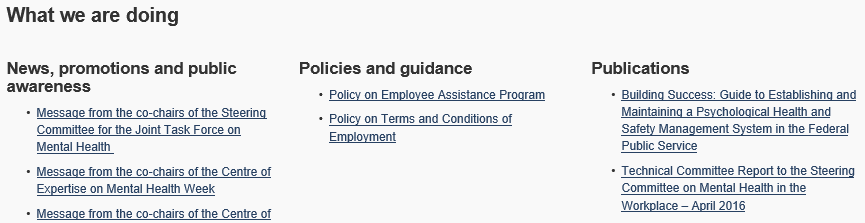 What we are doing
News, promotions and public
awareness
• Message from the co-chairs of the Steering
Committee for the Joint Task Force on
Mental Health
• Message from the co-chairs of the Centre of
Expertise on Mental Health Week
• Message from the co-chairs of the Centre of
Policies and guidance
• Policy on Employee Assistance Program
• Policy on Terms and Conditions of
Employment
Publications
• Building Success: Guide to Establishing and
Maintaining a Psychological Health and
Safety Management System in the Federal
Public Service
• Technical Committee Report to the Steering
Committee on Mental Health in the
Workplace – April 2016